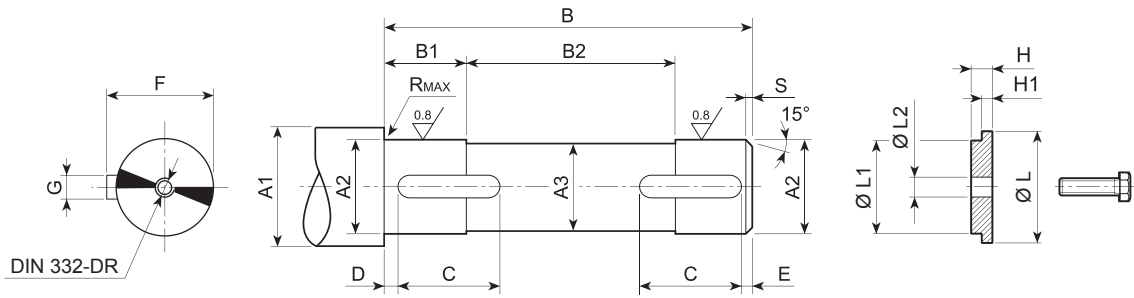 B
B1
B2
RMAX
0.8
0.8
S
15°
F
G
A1
A2
A3
A2
DIN 332-DR
D
C
C
E
H
H1
Ø L2
Ø L1
Ø L